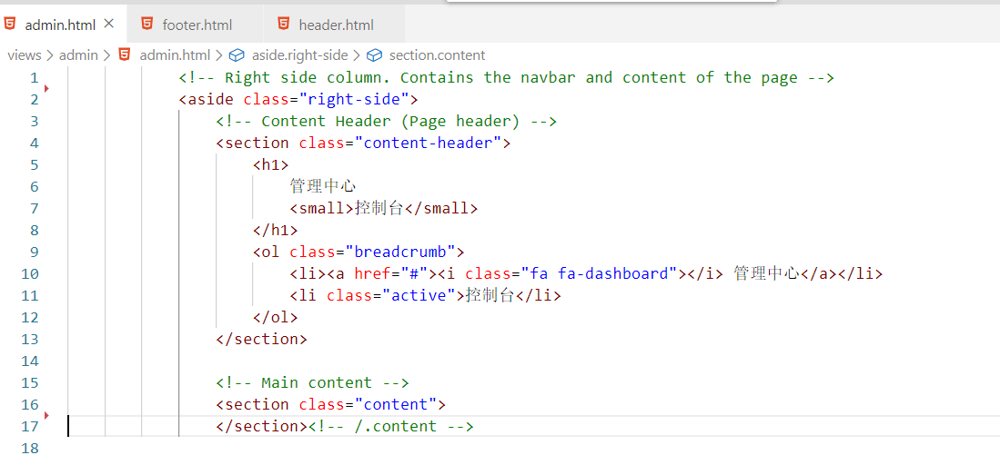 admin.html
footer.html
header.html
views > admin > admin.html > aside.right-side > section.content
1 <!-- Right side column. Contains the navbar and content of the page -->
2 <aside class="right-side">
3 <!-- Content Header (Page header) -->
4 <section class="content-header">
5 <h1>
6 管理中心
7 <small>控制台</small>
8 </h1>
9 <ol class="breadcrumb">
10 <li><a href="#"><i class="fa fa-dashboard"></i> 管理中心</a></li>
11 <li class="active">控制台</li>
12 </ol>
13 </section>
14
15 <!-- Main content -->
16 <section class="content">
17 </section><!-- /.content -->
18